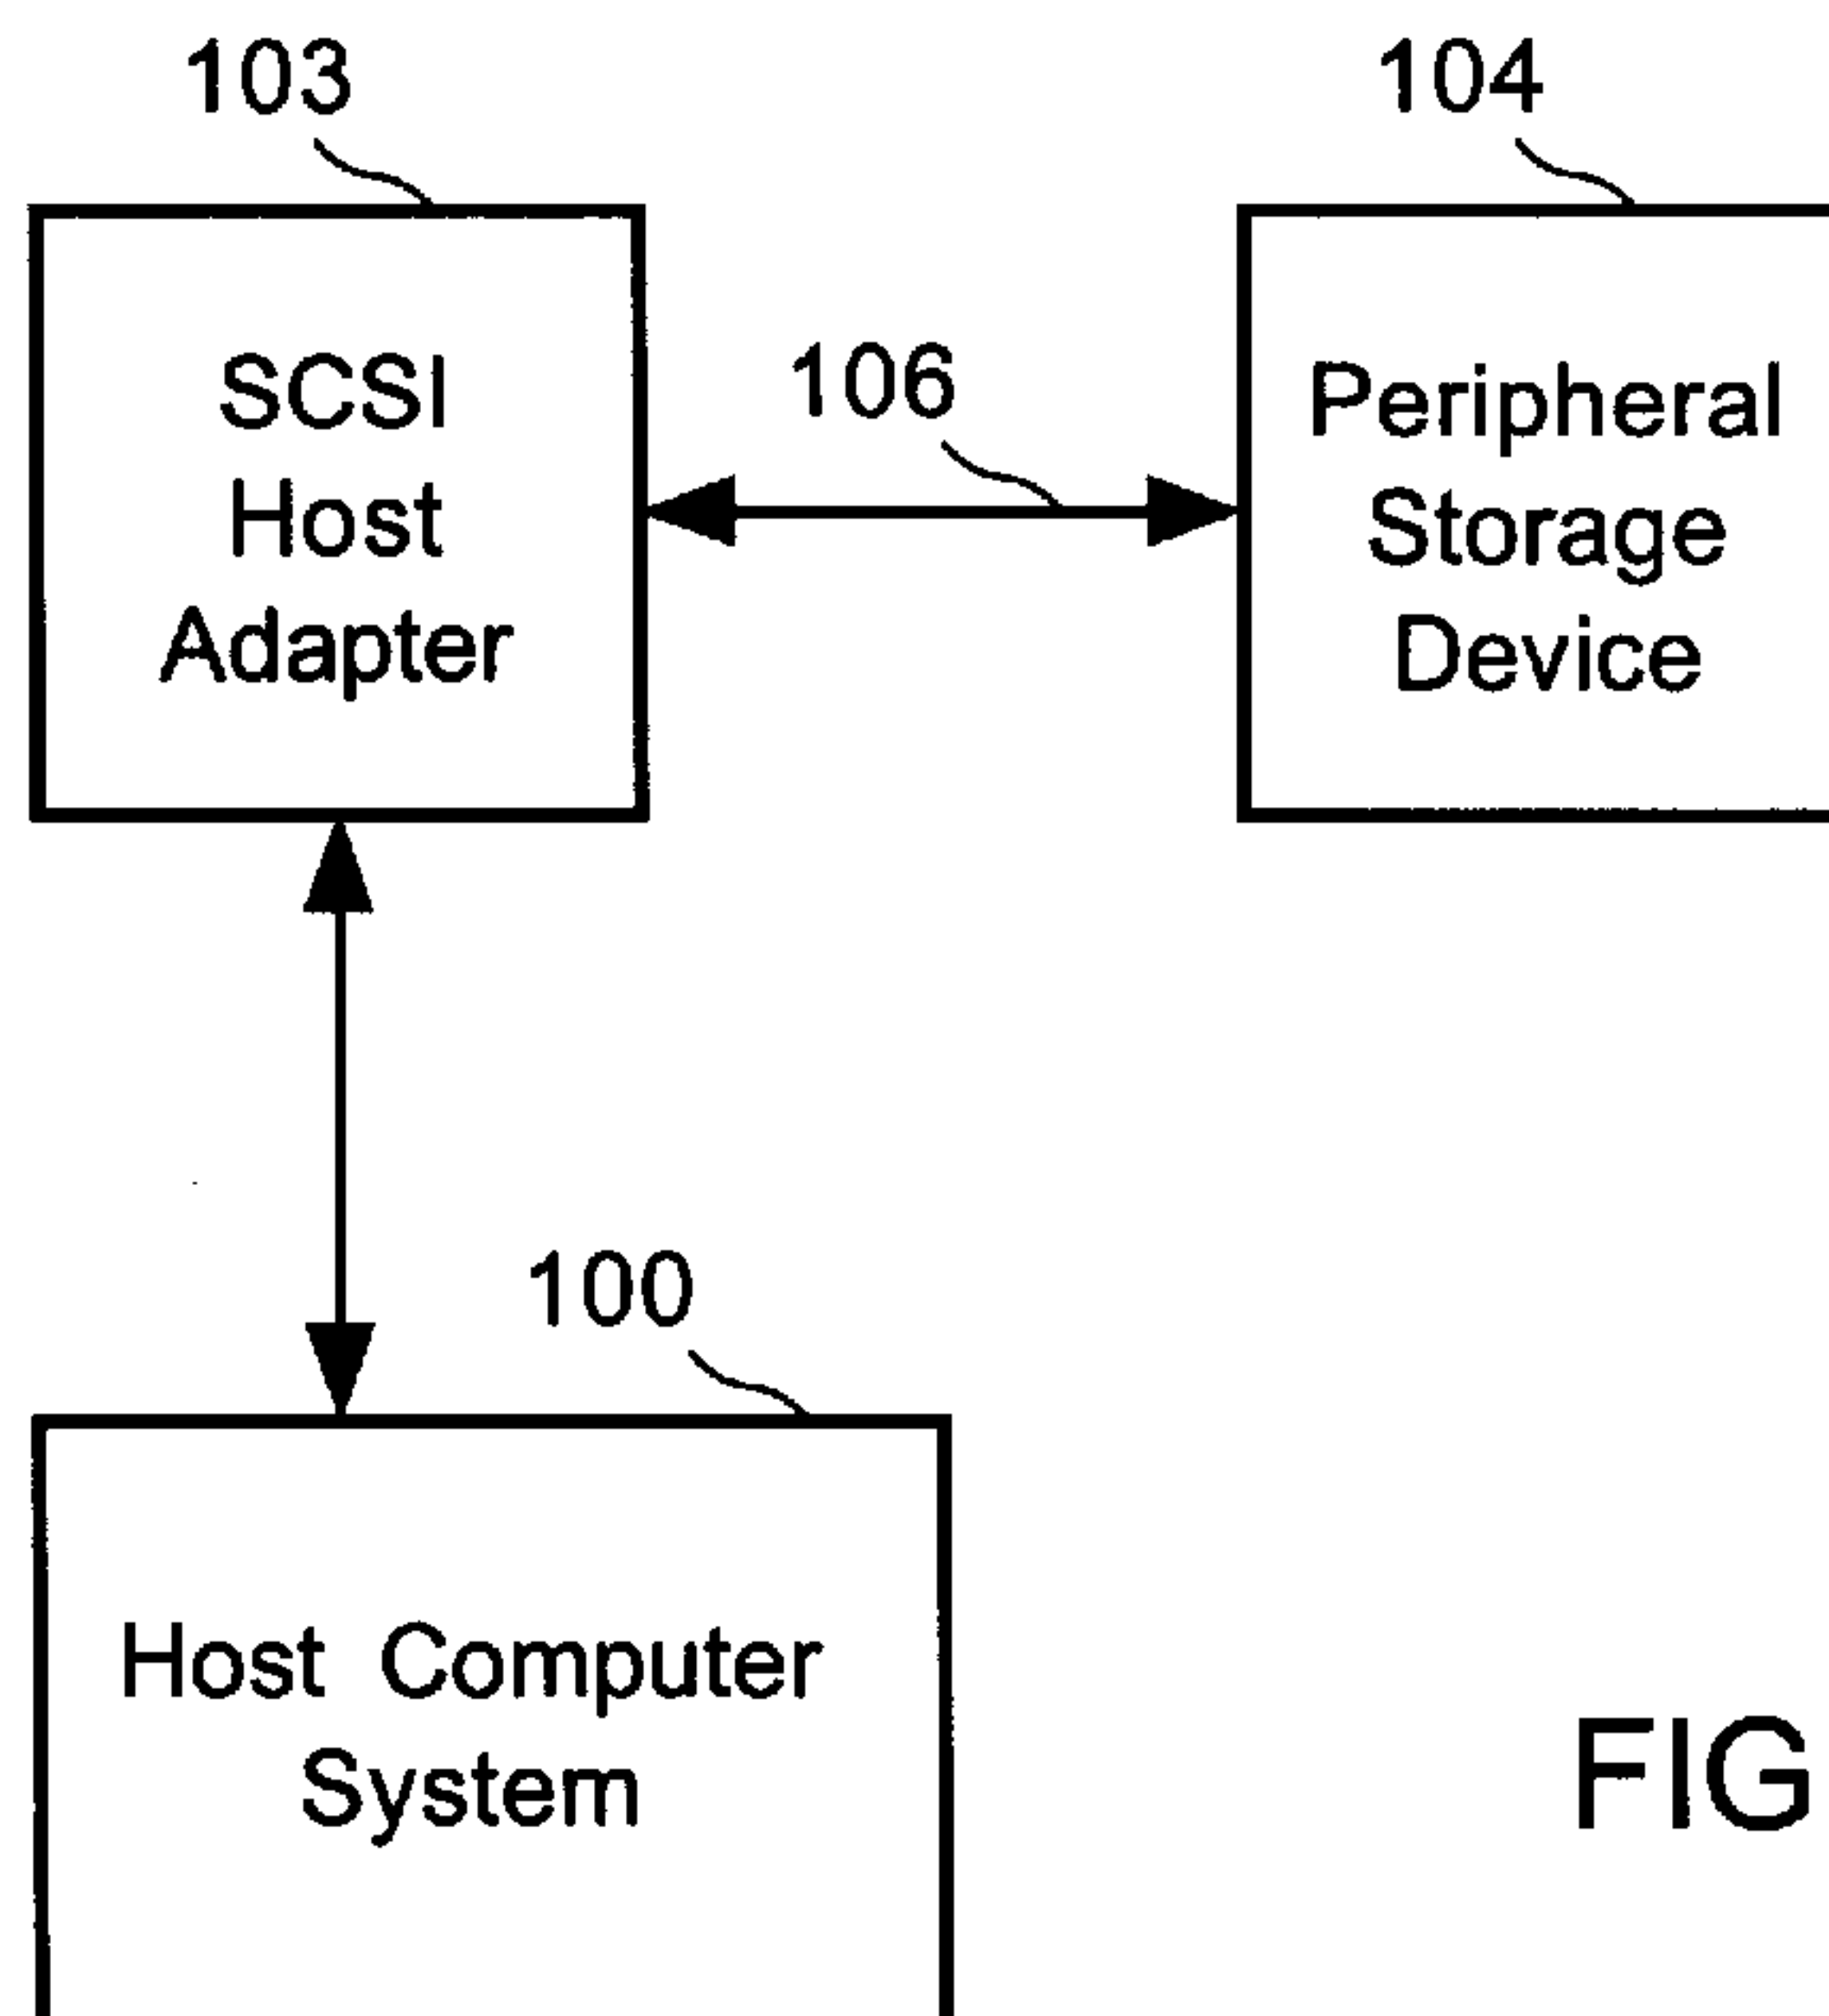 103
104
SCSI
Host
Adapter
106
Peripheral
Storage
Device
100
Host Computer
System
FIG